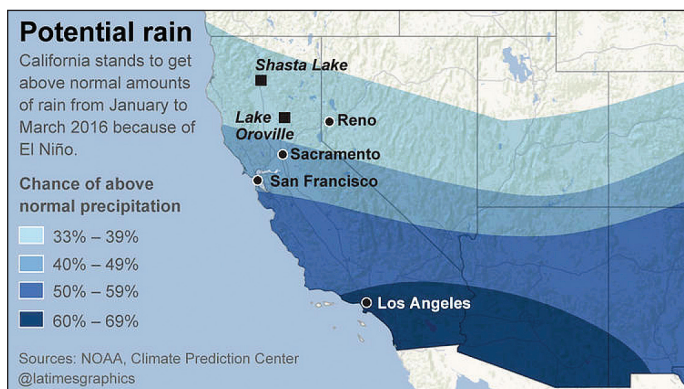 Potential rain
California stands to get
above normal amounts
of rain from January to
March 2016 because of
El Niño.
Chance of above
normal precipitation
33% – 39%
40% – 49%
50% – 59%
60% – 69%
Sources: NOAA, Climate Prediction Center
@latimesgraphics
Shasta Lake
Lake
Oroville
Reno
Sacramento
San Francisco
Los Angeles